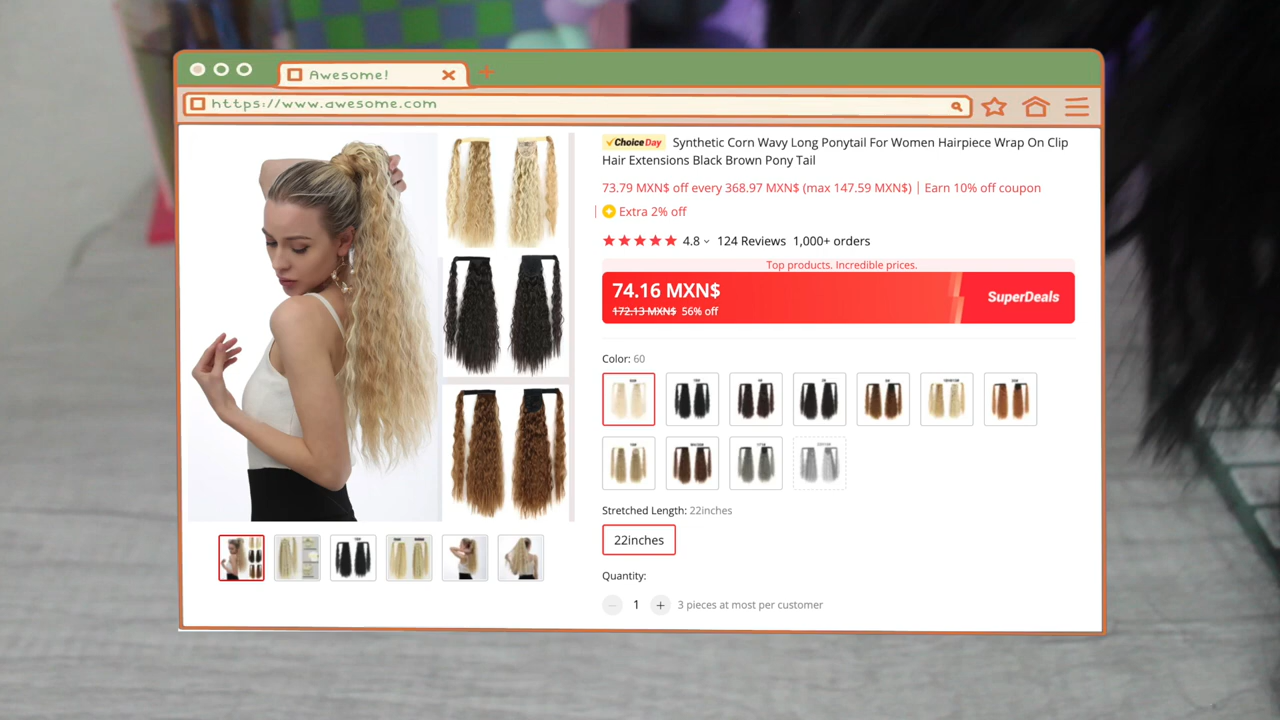 Awesome!
https://www.awesome.com
Choice Day Synthetic Corn Wavy Long Ponytail For Women Hairpiece Wrap On Clip
Hair Extensions Black Brown Pony Tail
73.79 MXN$ off every 368.97 MXN$ (max 147.59 MXN$) | Earn 10% off coupon
| Extra 2% off
4.8 124 Reviews 1,000+ orders
Top products. Incredible prices.
74.16 MXN$
172.13 MXN$ 56% off
SuperDeals
Color: 60
Stretched Length: 22inches
22inches
Quantity:
1 + 3 pieces at most per customer